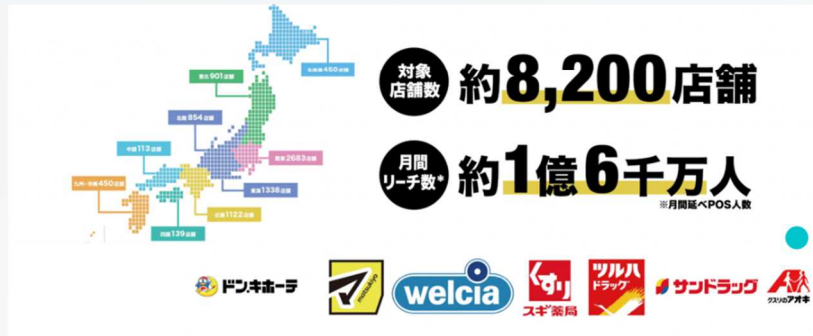 北海道450店舗
東北901店舗
北陸854店舗
中国113店舗
関東2683店舗
九州・沖縄450店舗
東海1338店舗
近畿1122店舗
四国139店舗
対象
店舗数
約8,200店舗
月間
リーチ数*
約1億6千万人
※月間延べPOS人数
ドン.キホーテ
matsukiyo
welcia
くすり
スギ薬局
ツルハ
ドラッグ
サンドラッグ
クスリのアオキ